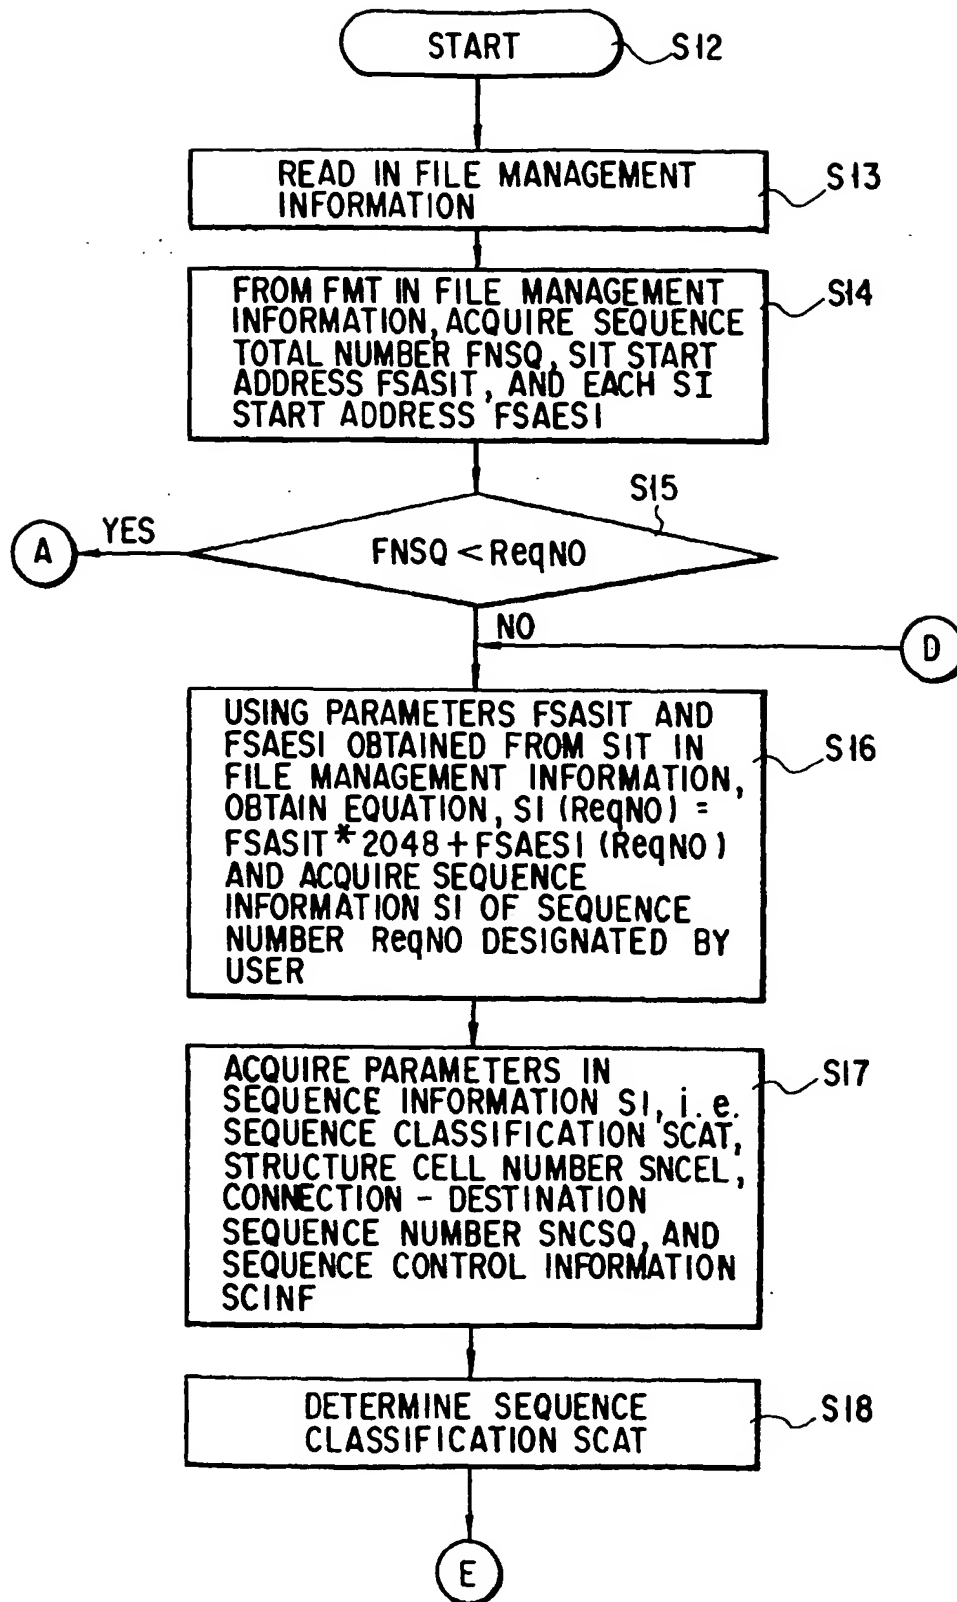 START
S12
READ IN FILE MANAGEMENT
INFORMATION
S13
FROM FMT IN FILE MANAGEMENT
INFORMATION, ACQUIRE SEQUENCE
TOTAL NUMBER FNSQ, SIT START
ADDRESS FSASIT, AND EACH SI
START ADDRESS FSAESI
S14
S15
A
YES
FNSQ < ReqNO
NO
D
USING PARAMETERS FSASIT AND
FSAESI OBTAINED FROM SIT IN
FILE MANAGEMENT INFORMATION,
OBTAIN EQUATION, SI (ReqNO) =
FSASIT * 2048 + FSAESI (ReqNO)
AND ACQUIRE SEQUENCE
INFORMATION SI OF SEQUENCE
NUMBER ReqNO DESIGNATED BY
USER
S16
ACQUIRE PARAMETERS IN
SEQUENCE INFORMATION SI, i.e.
SEQUENCE CLASSIFICATION SCAT,
STRUCTURE CELL NUMBER SNCEL,
CONNECTION - DESTINATION
SEQUENCE NUMBER SNCSQ, AND
SEQUENCE CONTROL INFORMATION
SCINF
S17
DETERMINE SEQUENCE
CLASSIFICATION SCAT
S18
E